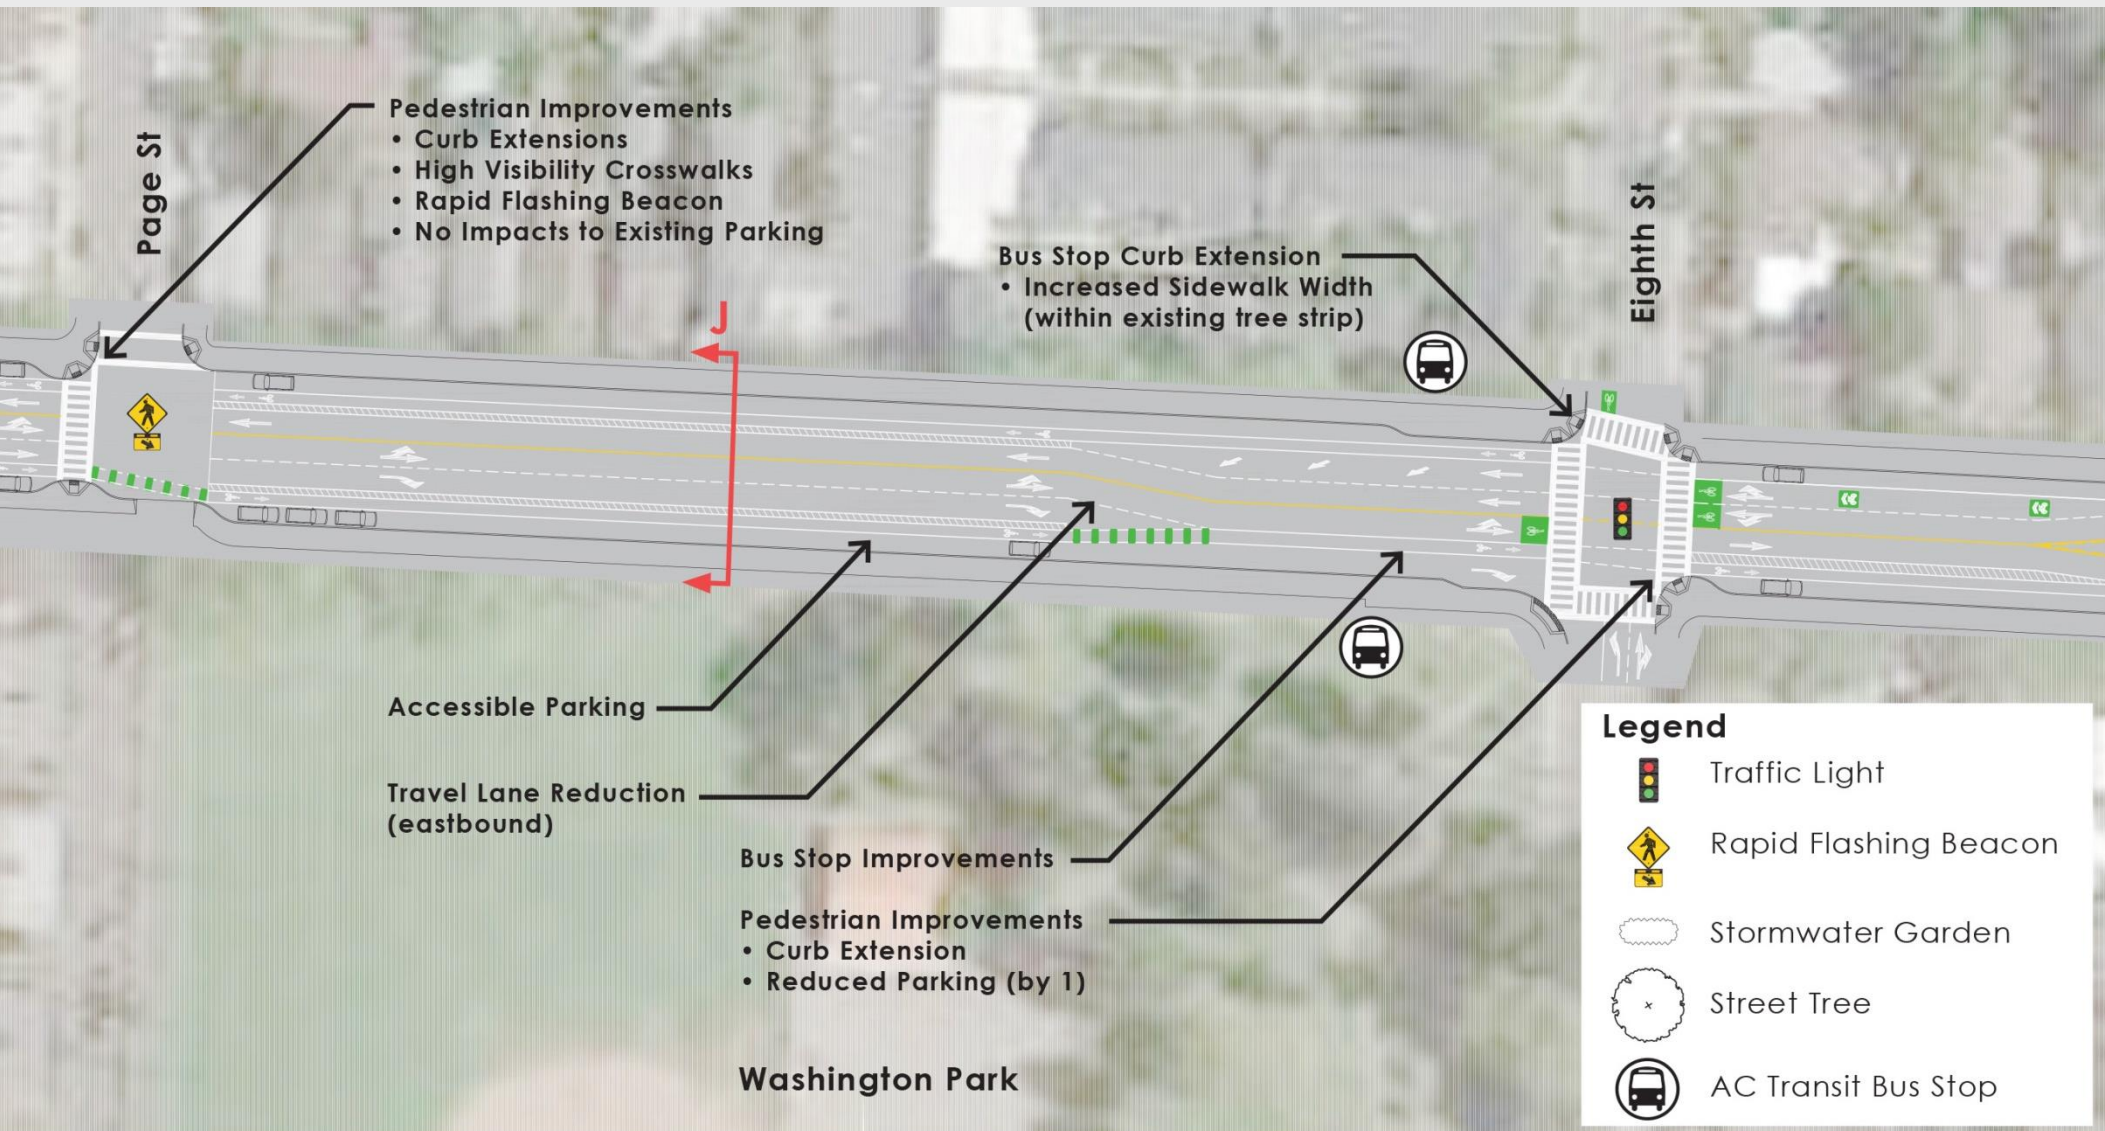 Page St
Pedestrian Improvements
• Curb Extensions
• High Visibility Crosswalks
• Rapid Flashing Beacon
• No Impacts to Existing Parking
J
Bus Stop Curb Extension
• Increased Sidewalk Width
(within existing tree strip)
Eighth St
Accessible Parking
Travel Lane Reduction
(eastbound)
Bus Stop Improvements
Pedestrian Improvements
• Curb Extension
• Reduced Parking (by 1)
Washington Park
Legend
Traffic Light
Rapid Flashing Beacon
Stormwater Garden
Street Tree
AC Transit Bus Stop